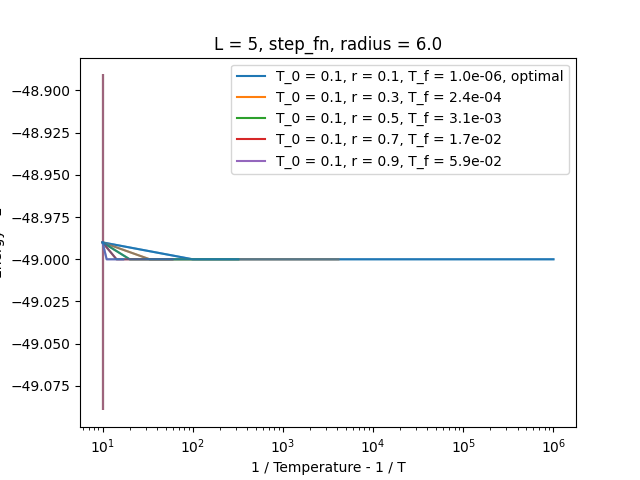 L = 5, step_fn, radius = 6.0
T_0 = 0.1, r = 0.1, T_f = 1.0e-06, optimal
T_0 = 0.1, r = 0.3, T_f = 2.4e-04
T_0 = 0.1, r = 0.5, T_f = 3.1e-03
T_0 = 0.1, r = 0.7, T_f = 1.7e-02
T_0 = 0.1, r = 0.9, T_f = 5.9e-02
−48.900
−48.925
−48.950
−48.975
−49.000
−49.025
−49.050
−49.075
10¹ 10² 10³ 10⁴ 10⁵ 10⁶
1 / Temperature - 1 / T